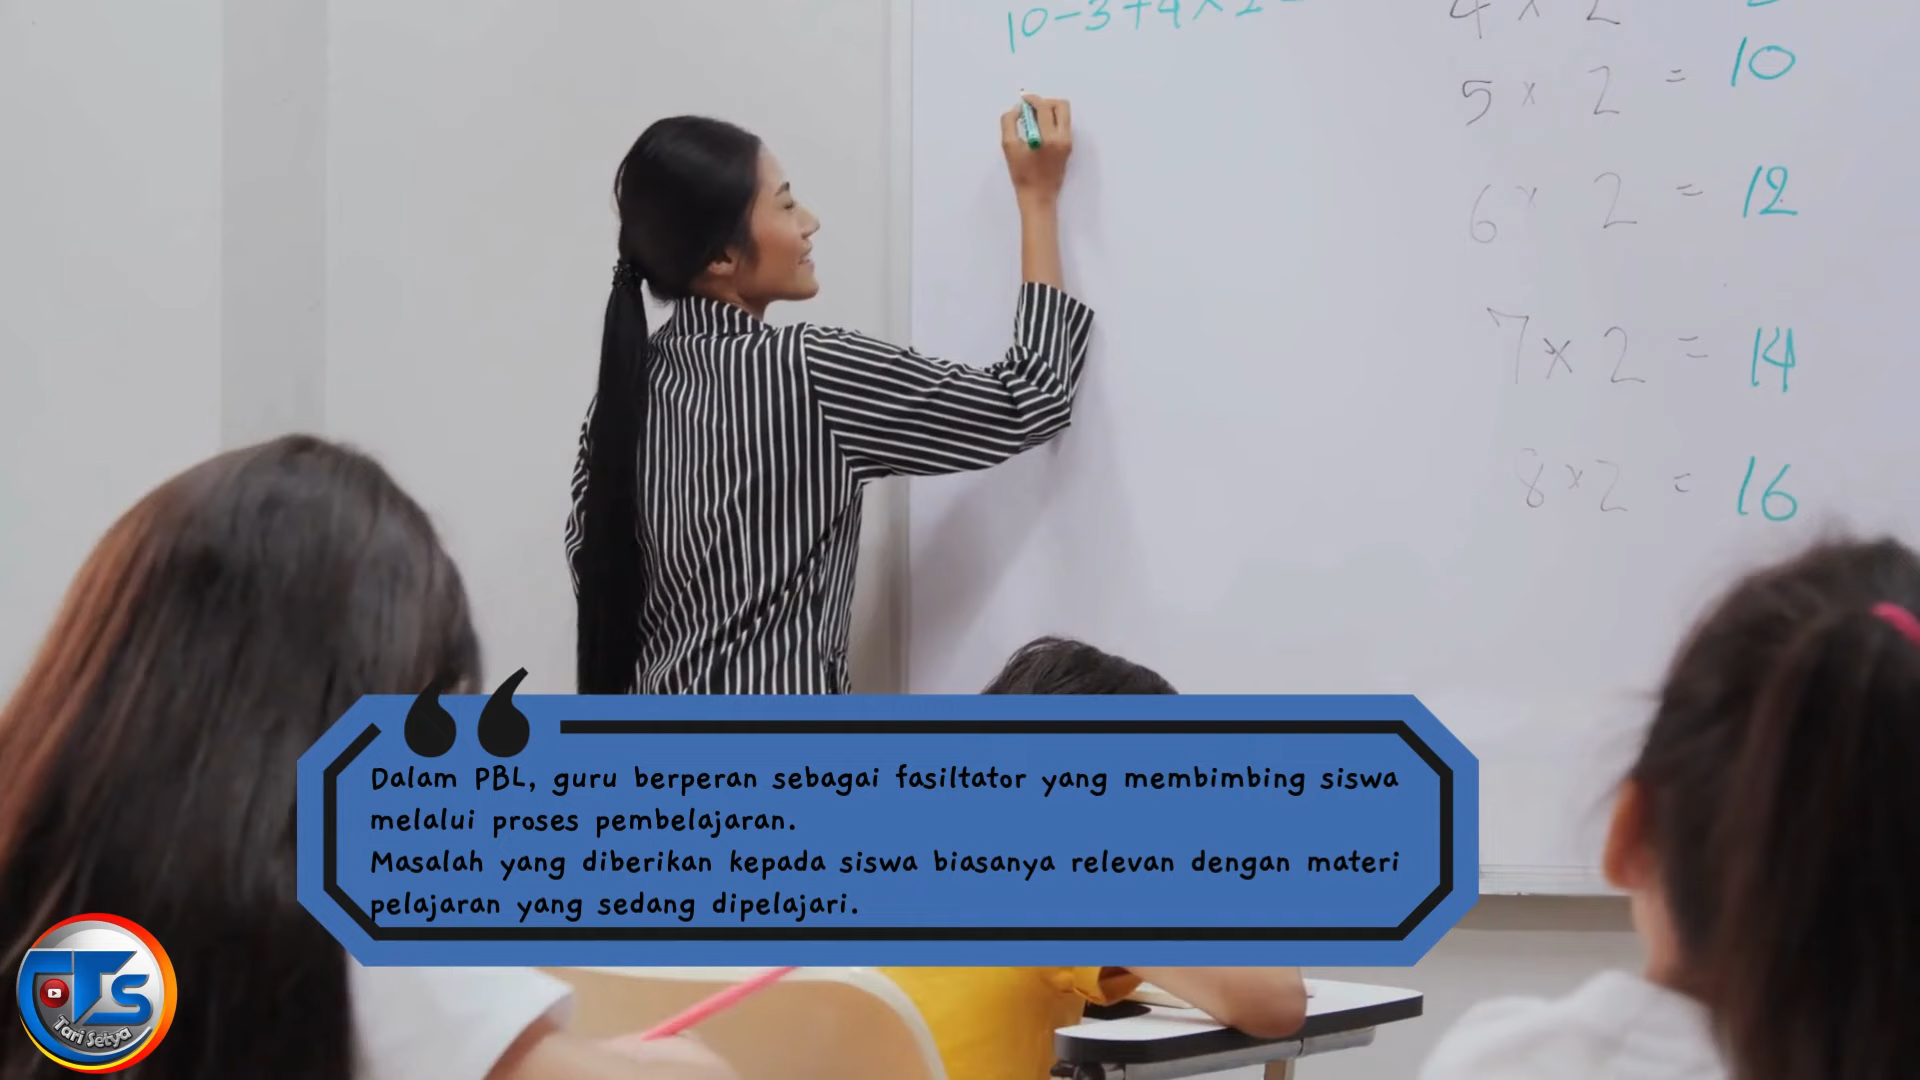 10-3+4×2
4 × 2
5 × 2 = 10
6 × 2 = 12
7 × 2 = 14
8 × 2 = 16
Dalam PBL, guru berperan sebagai fasiltator yang membimbing siswa
melalui proses pembelajaran.
Masalah yang diberikan kepada siswa biasanya relevan dengan materi
pelajaran yang sedang dipelajari.
CTS
Tari Setya